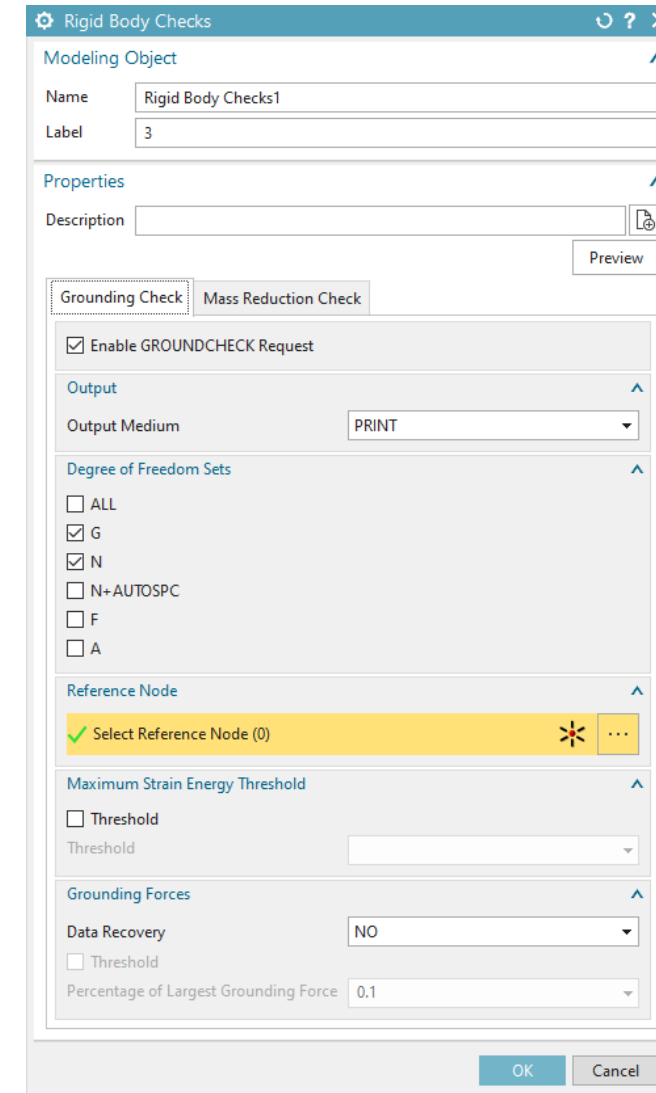 Rigid Body Checks
Modeling Object
Name Rigid Body Checks1
Label 3
Properties
Description
Preview
Grounding Check Mass Reduction Check
Enable GROUNDCHECK Request
Output
Output Medium PRINT
Degree of Freedom Sets
ALL
G
N
N+AUTOSPC
F
A
Reference Node
Select Reference Node (0)
Maximum Strain Energy Threshold
Threshold
Threshold
Grounding Forces
Data Recovery NO
Threshold
Percentage of Largest Grounding Force 0.1
OK Cancel